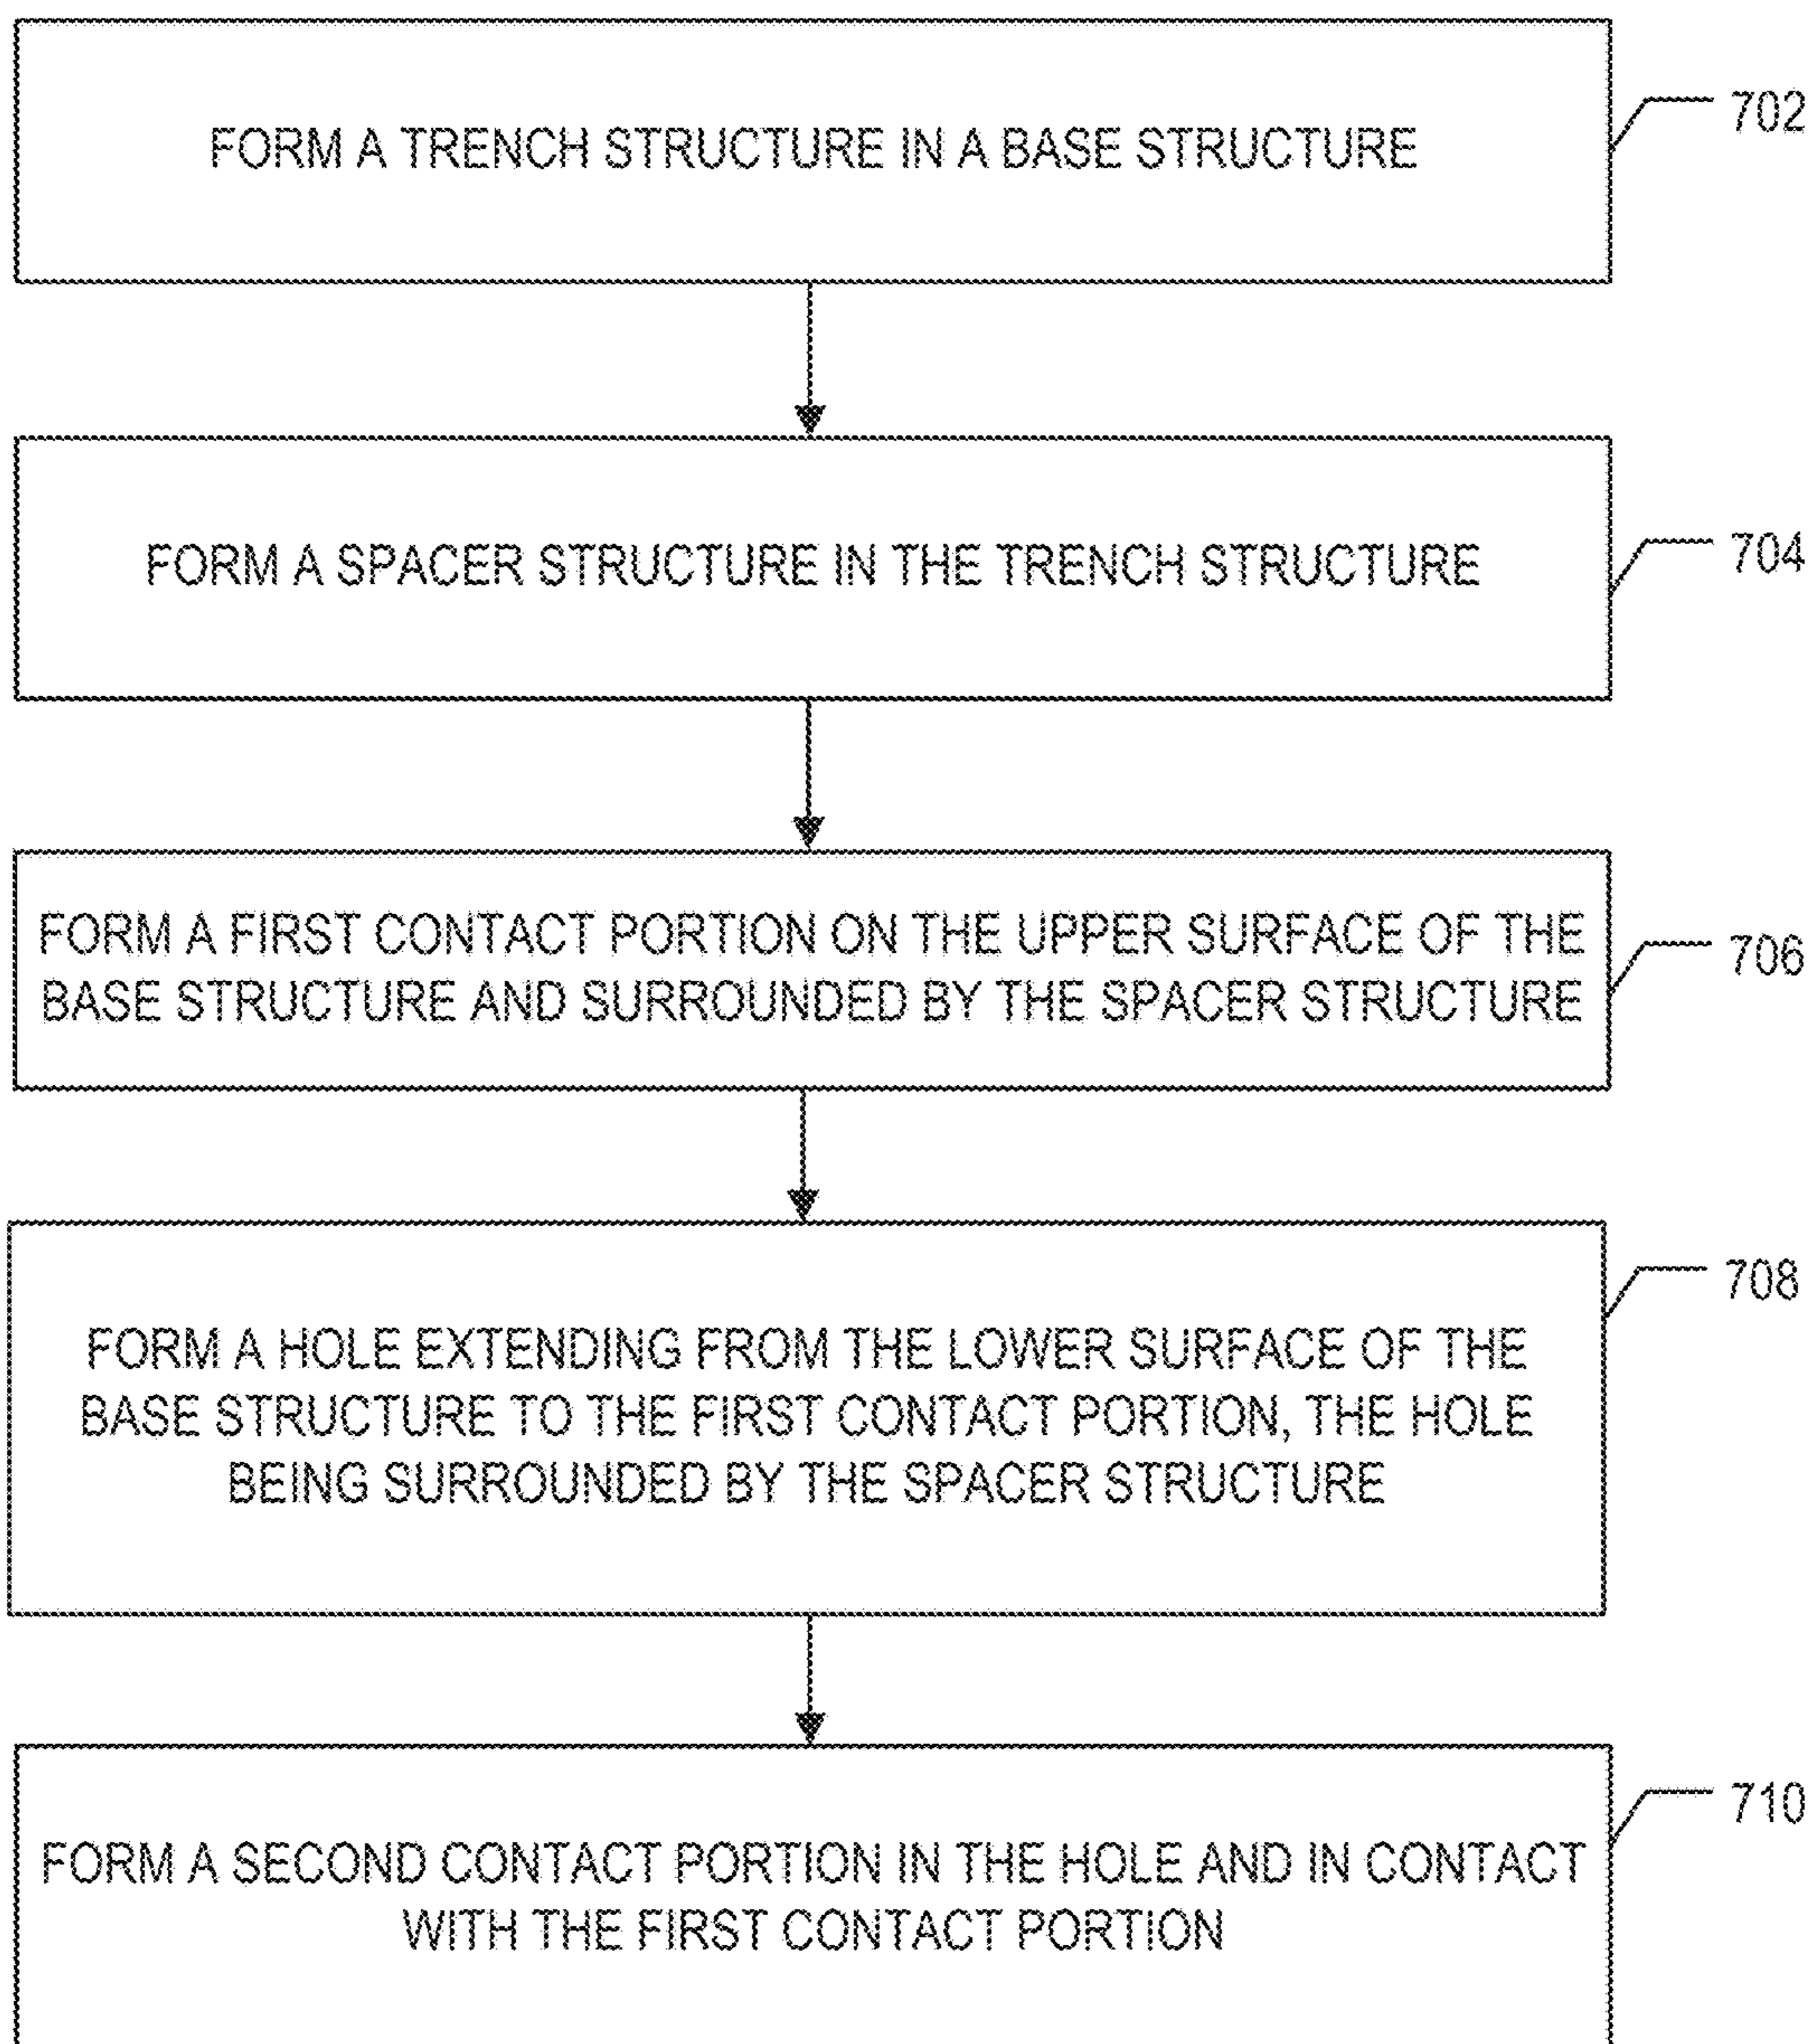 FORM A TRENCH STRUCTURE IN A BASE STRUCTURE
702
FORM A SPACER STRUCTURE IN THE TRENCH STRUCTURE
704
FORM A FIRST CONTACT PORTION ON THE UPPER SURFACE OF THE
BASE STRUCTURE AND SURROUNDED BY THE SPACER STRUCTURE
706
FORM A HOLE EXTENDING FROM THE LOWER SURFACE OF THE
BASE STRUCTURE TO THE FIRST CONTACT PORTION, THE HOLE
BEING SURROUNDED BY THE SPACER STRUCTURE
708
FORM A SECOND CONTACT PORTION IN THE HOLE AND IN CONTACT
WITH THE FIRST CONTACT PORTION
710